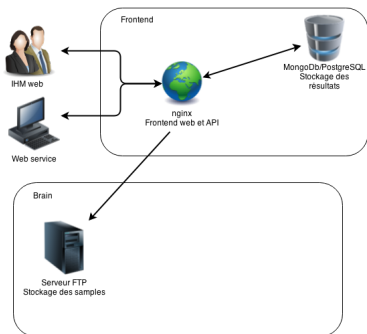 Frontend
IHM web
nginx
Frontend web et API
MongoDb/PostgreSQL
Stockage des
résultats
Web service
Brain
Serveur FTP
Stockage des samples